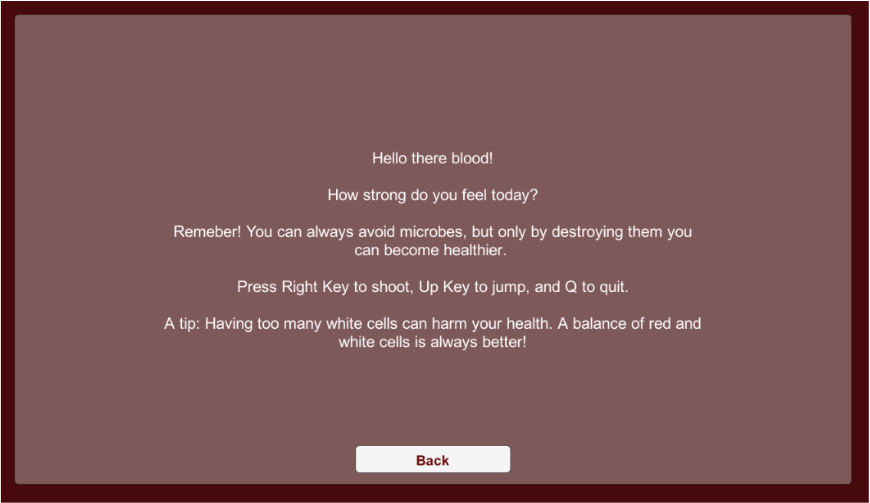 Hello there blood!
How strong do you feel today?
Remeber! You can always avoid microbes, but only by destroying them you
can become healthier.
Press Right Key to shoot, Up Key to jump, and Q to quit.
A tip: Having too many white cells can harm your health. A balance of red and
white cells is always better!
Back